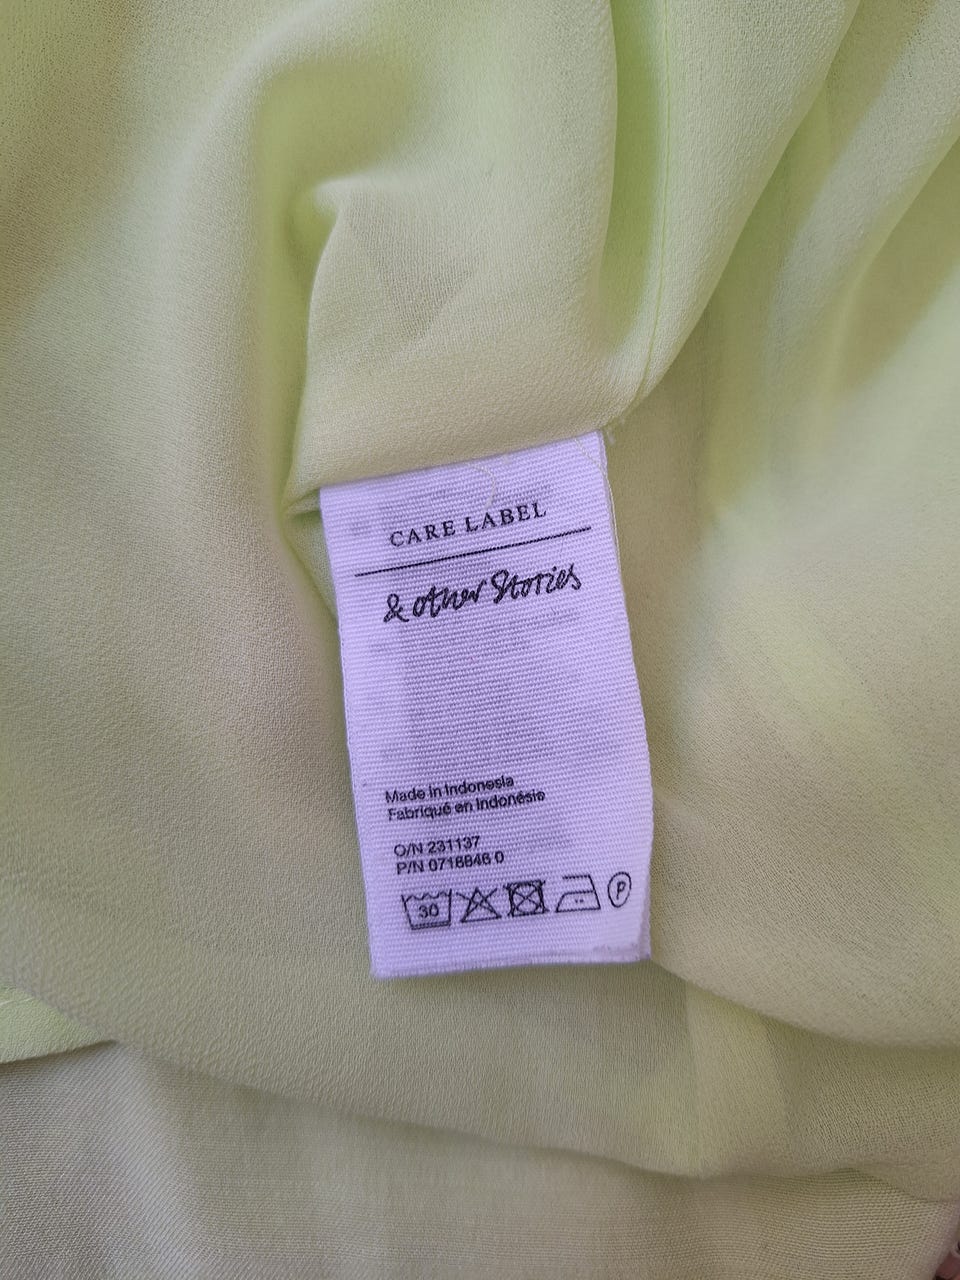 CARE LABEL
& other Stories
Made in Indonesia
Fabriqué en Indonésie
O/N 231137
P/N 0718846 0
30
P